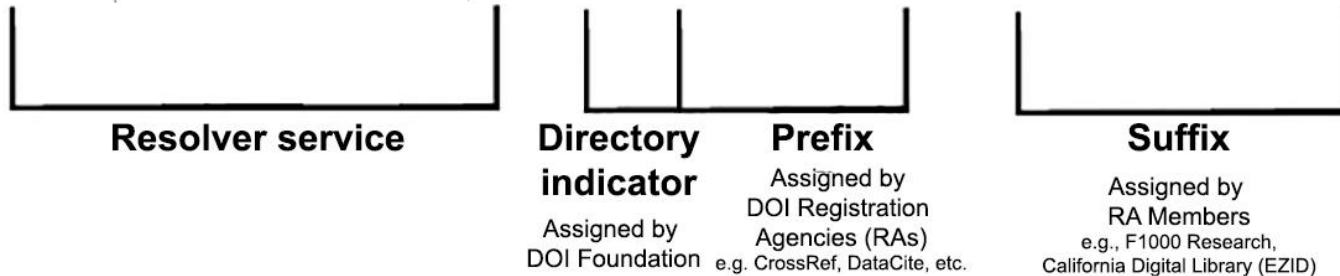 Resolver service
Directory
indicator
Assigned by
DOI Foundation
Prefix
Assigned by
DOI Registration
Agencies (RAs)
e.g. CrossRef, DataCite, etc.
Suffix
Assigned by
RA Members
e.g., F1000 Research,
California Digital Library (EZID)